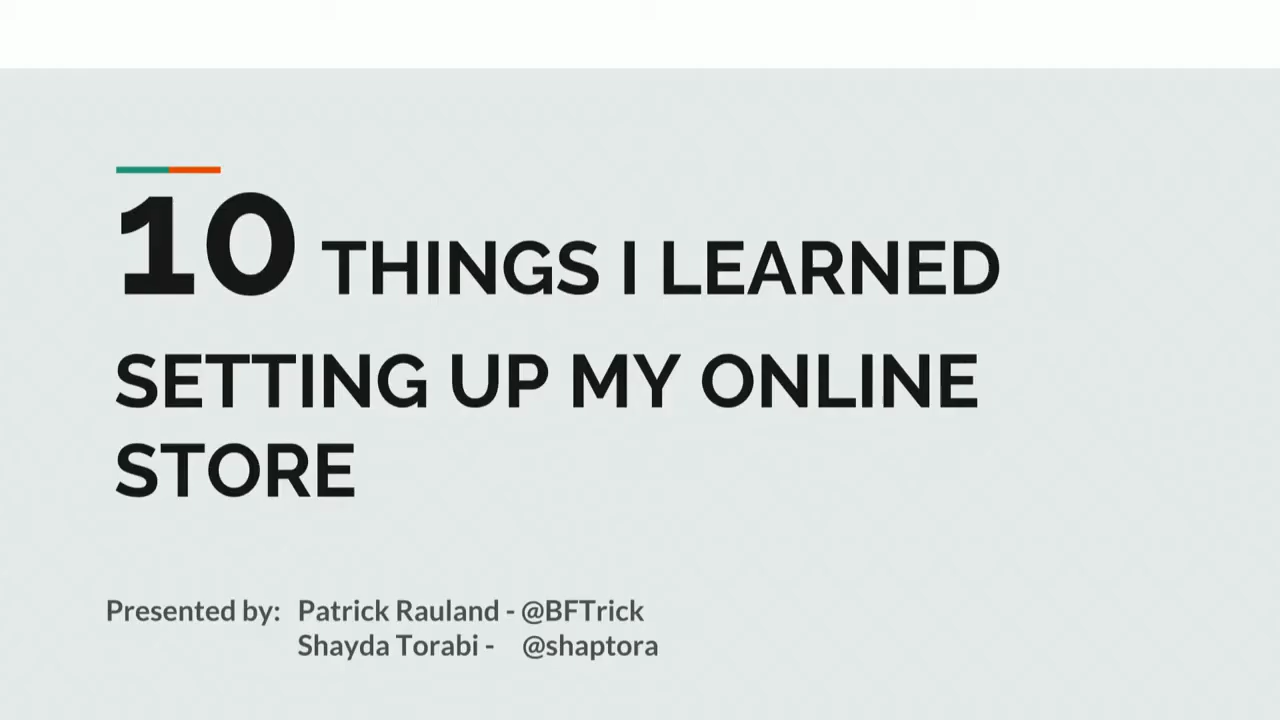 10 THINGS I LEARNED
SETTING UP MY ONLINE
STORE
Presented by: Patrick Rauland - @BFTrick
Shayda Torabi - @shaptora